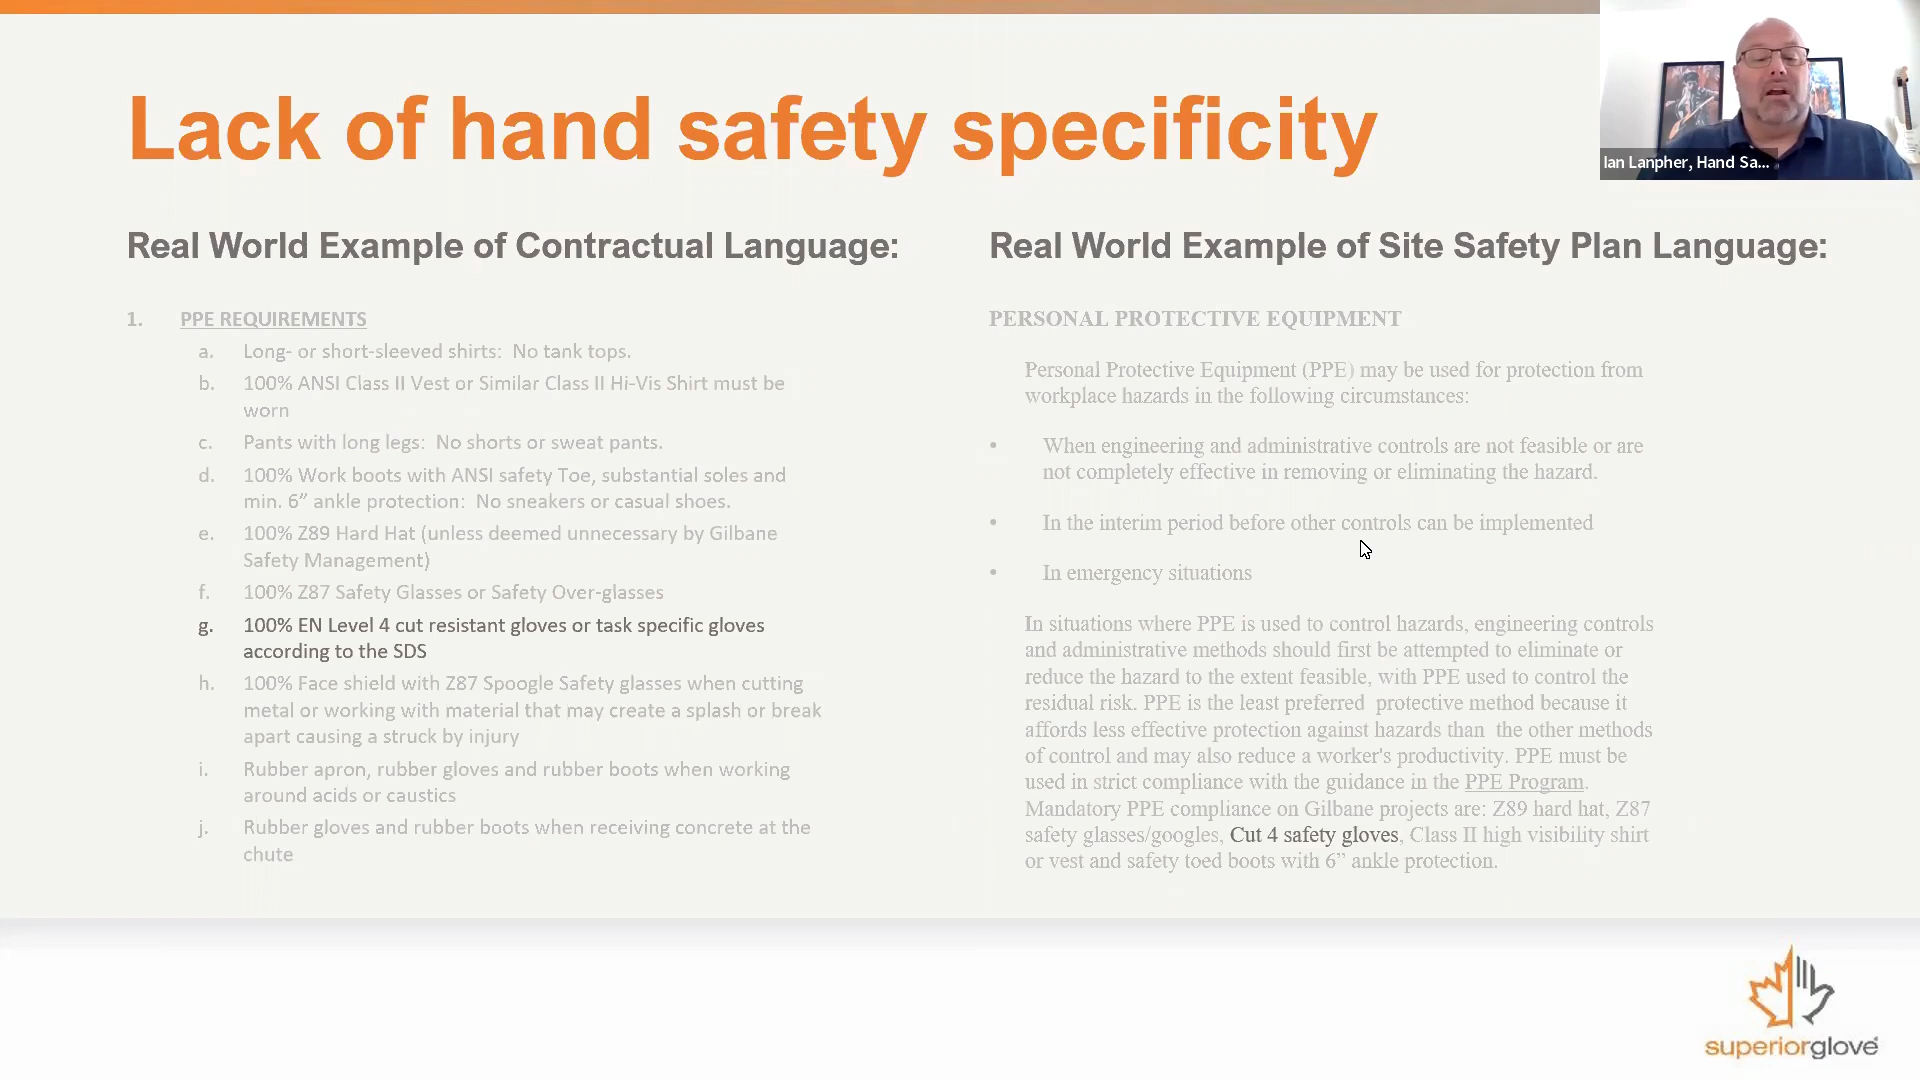 Lack of hand safety specificity
Ian Lanpher, Hand Sa...
Real World Example of Contractual Language:
1. PPE REQUIREMENTS
a. Long- or short-sleeved shirts: No tank tops.
b. 100% ANSI Class II Vest or Similar Class II Hi-Vis Shirt must be
worn
c. Pants with long legs: No shorts or sweat pants.
d. 100% Work boots with ANSI safety Toe, substantial soles and
min. 6” ankle protection: No sneakers or casual shoes.
e. 100% Z89 Hard Hat (unless deemed unnecessary by Gilbane
Safety Management)
f. 100% Z87 Safety Glasses or Safety Over-glasses
g. 100% EN Level 4 cut resistant gloves or task specific gloves
according to the SDS
h. 100% Face shield with Z87 Spoogle Safety glasses when cutting
metal or working with material that may create a splash or break
apart causing a struck by injury
i. Rubber apron, rubber gloves and rubber boots when working
around acids or caustics
j. Rubber gloves and rubber boots when receiving concrete at the
chute
Real World Example of Site Safety Plan Language:
PERSONAL PROTECTIVE EQUIPMENT
Personal Protective Equipment (PPE) may be used for protection from
workplace hazards in the following circumstances:
• When engineering and administrative controls are not feasible or are
not completely effective in removing or eliminating the hazard.
• In the interim period before other controls can be implemented
• In emergency situations
In situations where PPE is used to control hazards, engineering controls
and administrative methods should first be attempted to eliminate or
reduce the hazard to the extent feasible, with PPE used to control the
residual risk. PPE is the least preferred protective method because it
affords less effective protection against hazards than the other methods
of control and may also reduce a worker's productivity. PPE must be
used in strict compliance with the guidance in the PPE Program.
Mandatory PPE compliance on Gilbane projects are: Z89 hard hat, Z87
safety glasses/googles, Cut 4 safety gloves, Class II high visibility shirt
or vest and safety toed boots with 6” ankle protection.
superiorglove